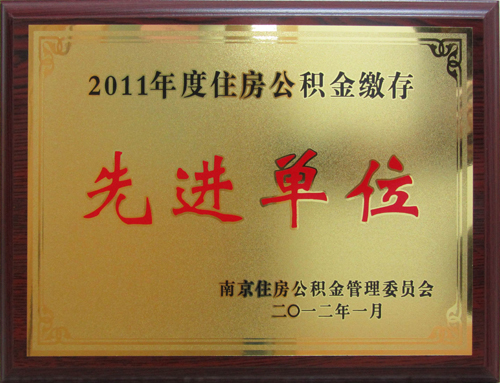 2011年度住房公积金缴存
先进单位
南京住房公积金管理委员会
二〇一二年一月